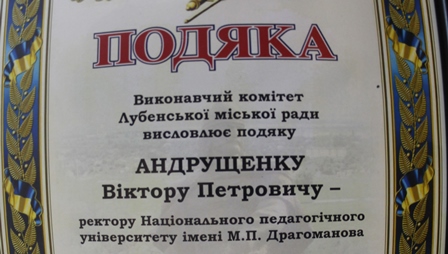 ПОДЯКА
Виконавчий комітет
Лубенської міської ради
висловлює подяку
АНДРУЩЕНКУ
Віктору Петровичу –
ректору Національного педагогічного
університету імені М.П. Драгоманова